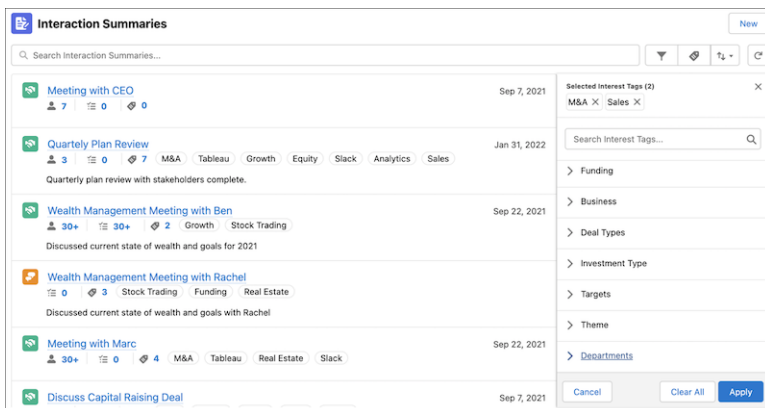 Interaction Summaries
New
Search Interaction Summaries...
Meeting with CEO
Sep 7, 2021
7 0 0
Quartely Plan Review
Jan 31, 2022
3 0 7 M&A Tableau Growth Equity Slack Analytics Sales
Quarterly plan review with stakeholders complete.
Wealth Management Meeting with Ben
Sep 22, 2021
30+ 30+ 2 Growth Stock Trading
Discussed current state of wealth and goals for 2021
Wealth Management Meeting with Rachel
0 3 Stock Trading Funding Real Estate
Discussed current state of wealth and goals with Rachel
Meeting with Marc
Sep 22, 2021
30+ 0 4 M&A Tableau Real Estate Slack
Discuss Capital Raising Deal
Sep 7, 2021
Selected Interest Tags (2)
M&A Sales
Search Interest Tags...
Funding
Business
Deal Types
Investment Type
Targets
Theme
Departments
Cancel Clear All Apply